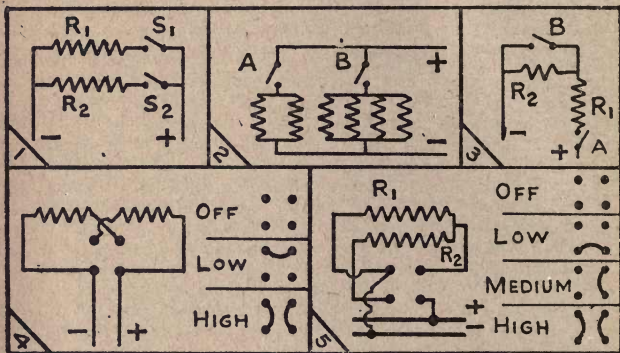 R1 S1
R2 S2
− +
1
A B +
−
2
B
R2
R1
− + A
3
OFF
LOW
HIGH
− +
4
R1
R2
+
−
OFF
LOW
MEDIUM
HIGH
5